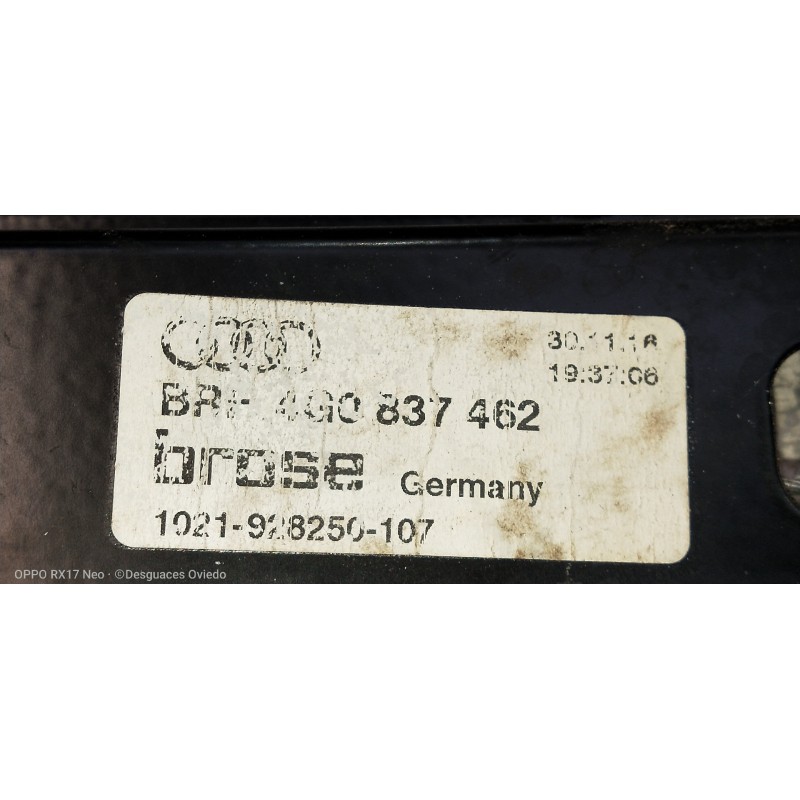 30.11.16
19:37:06
BRF 4G0 837 462
brose Germany
1021-928250-107
OPPO RX17 Neo · ©Desguaces Oviedo